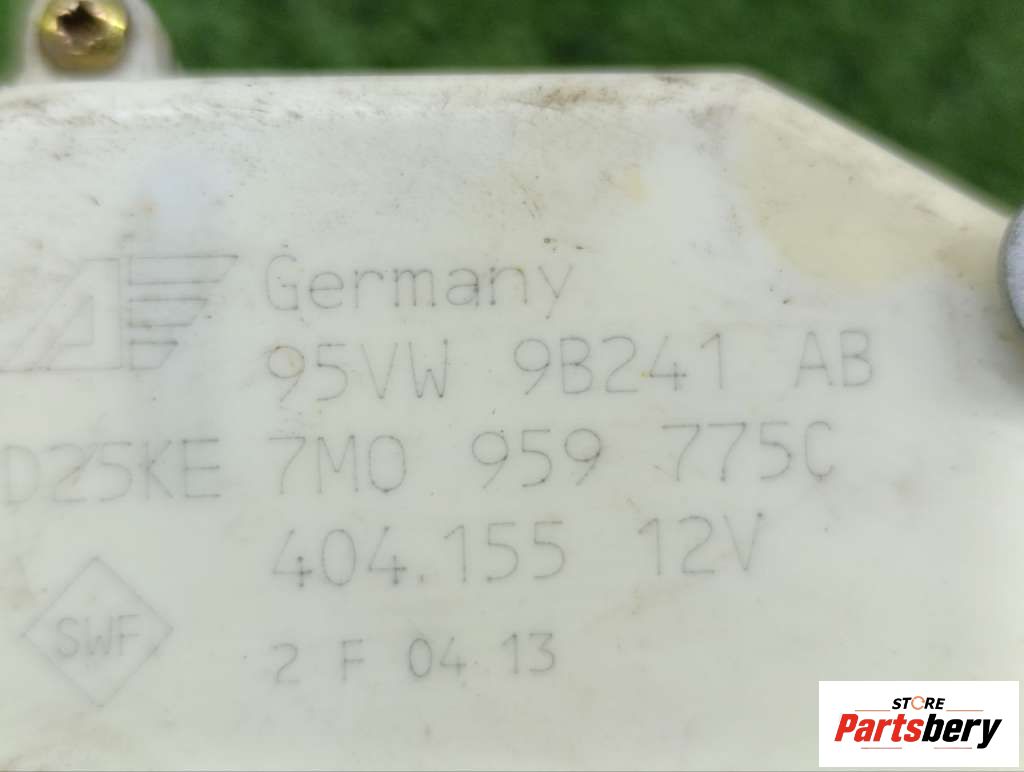 Germany
95VW 9B241 AB
D25KE 7M0 959 775C
404.155 12V
SWF
2 F 04 13
STORE
Partsbery